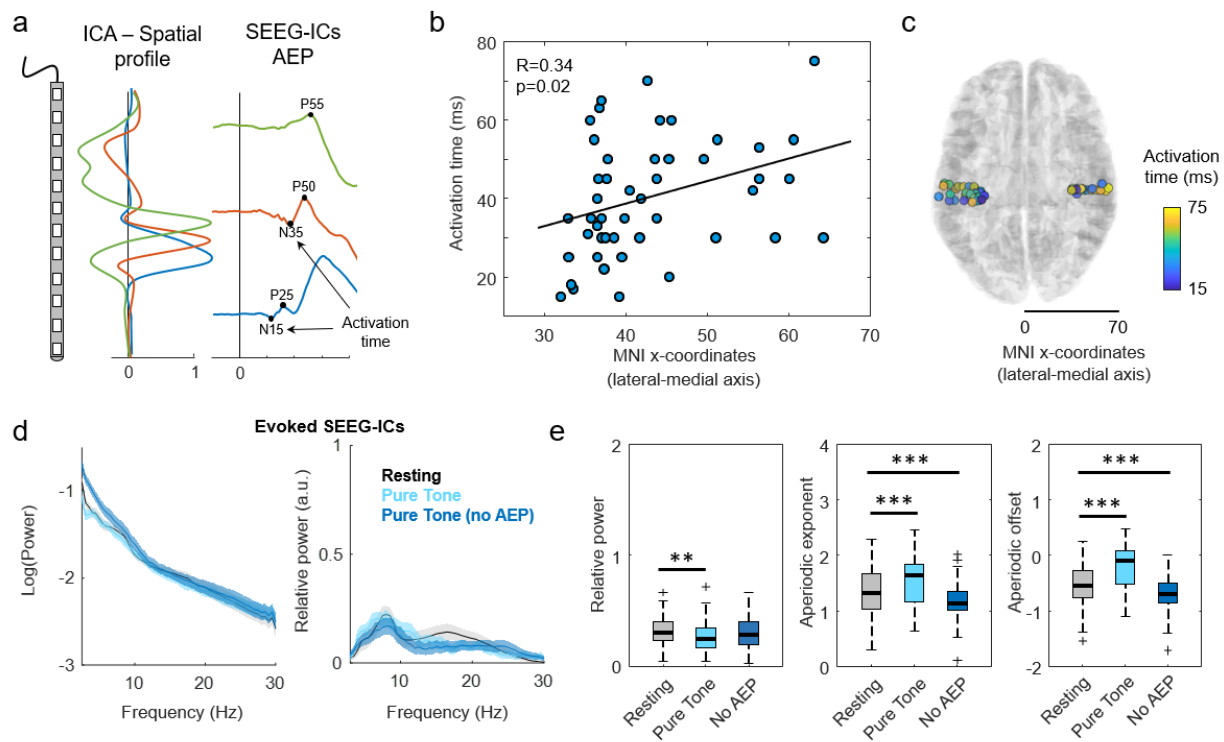 a
ICA – Spatial
profile
SEEG-ICs
AEP
P55
P50
N35
P25
N15
Activation
time
0
1
0
b
R=0.34
p=0.02
80
60
40
20
Activation time (ms)
30
40
50
60
70
MNI x-coordinates
(lateral-medial axis)
c
Activation
time (ms)
75
15
0
70
MNI x-coordinates
(lateral-medial axis)
d
Evoked SEEG-ICs
Log(Power)
-1
-2
-3
10
20
30
Frequency (Hz)
Resting
Pure Tone
Pure Tone (no AEP)
Relative power (a.u.)
1
0.5
0
10
20
30
Frequency (Hz)
e
Relative power
2
1
0
**
Resting
Pure Tone
No AEP
Aperiodic exponent
4
3
2
1
0
***
***
Resting
Pure Tone
No AEP
Aperiodic offset
2
1
0
-1
-2
***
***
Resting
Pure Tone
No AEP